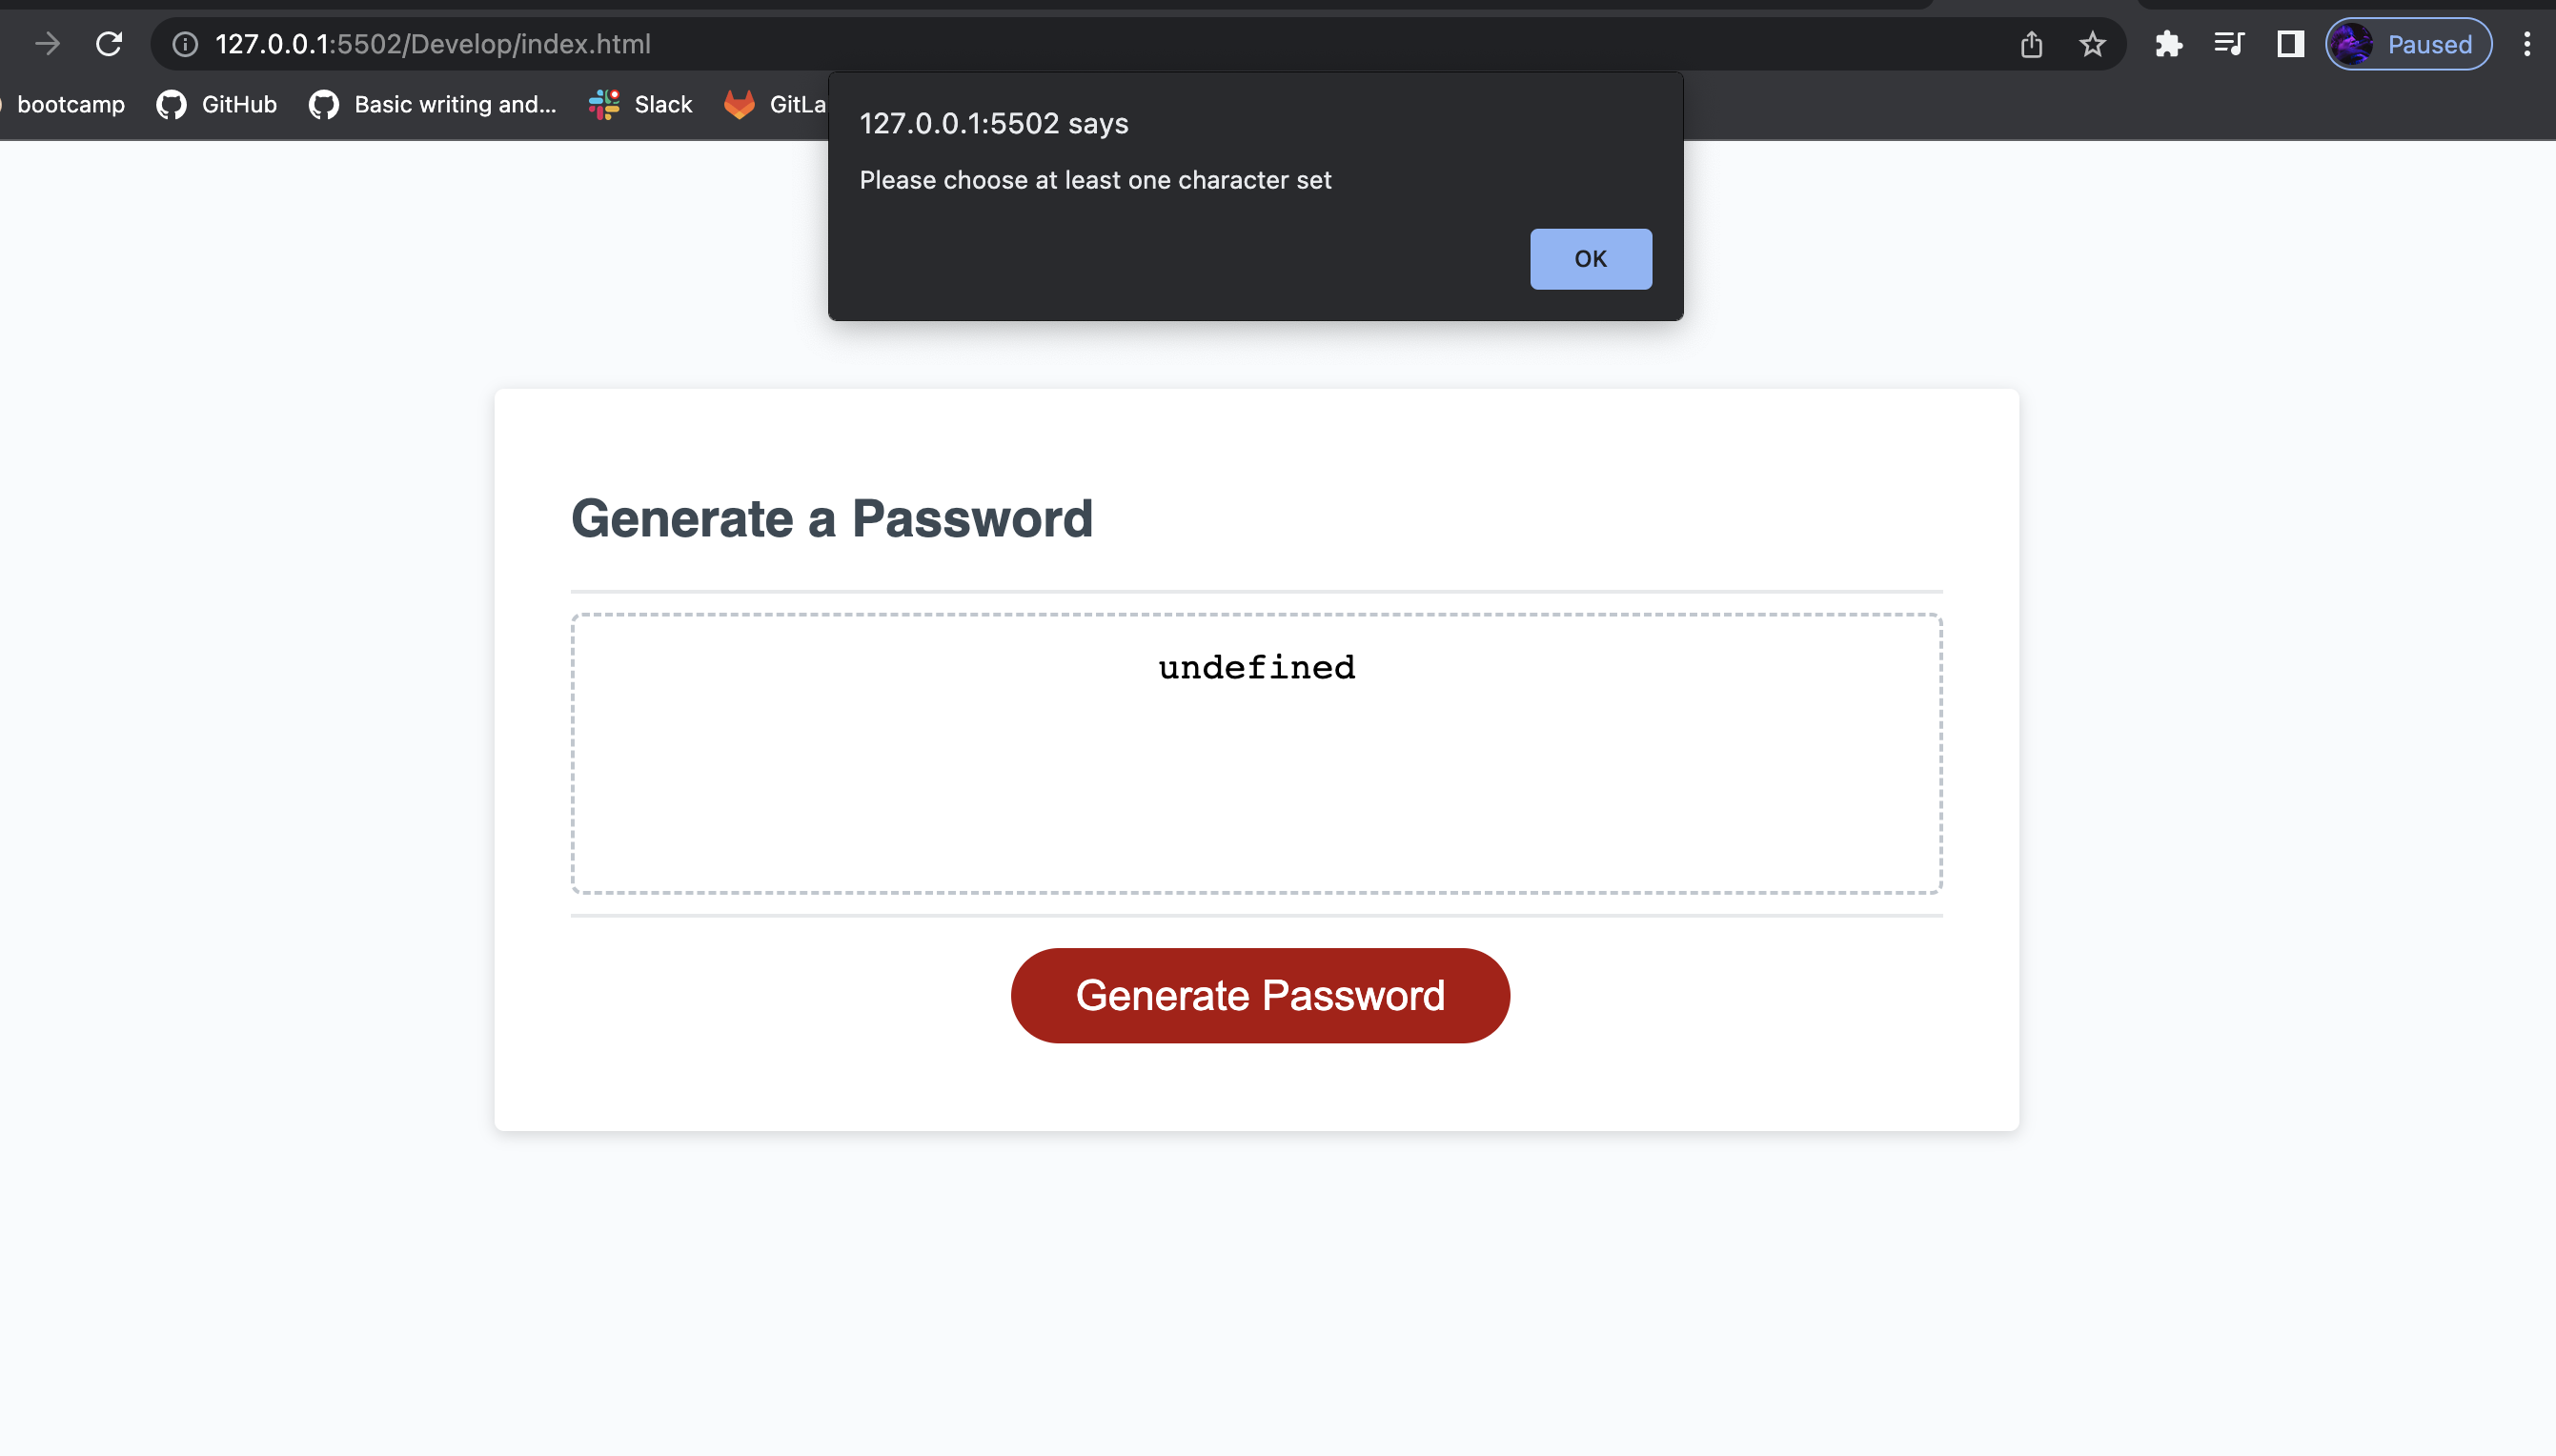 127.0.0.1:5502/Develop/index.html
Paused
bootcamp GitHub Basic writing and... Slack GitLa
127.0.0.1:5502 says
Please choose at least one character set
OK
Generate a Password
undefined
Generate Password